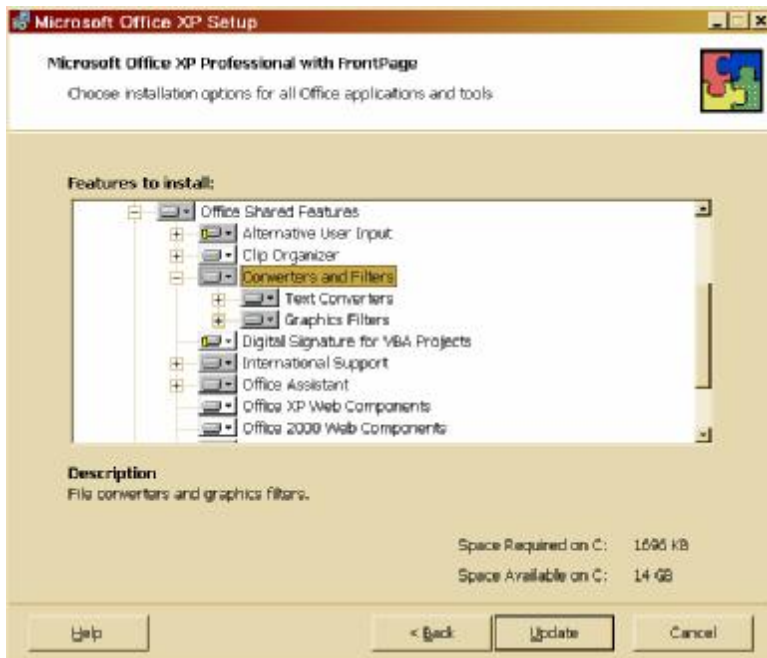 Microsoft Office XP Setup
Microsoft Office XP Professional with FrontPage
Choose installation options for all Office applications and tools
Features to install:
Office Shared Features
Alternative User Input
Clip Organizer
Converters and Filters
Text Converters
Graphics Filters
Digital Signature for VBA Projects
International Support
Office Assistant
Office XP Web Components
Office 2000 Web Components
Description
File converters and graphics filters.
Space Required on C: 1696 KB
Space Available on C: 14 GB
Help < Back Update Cancel